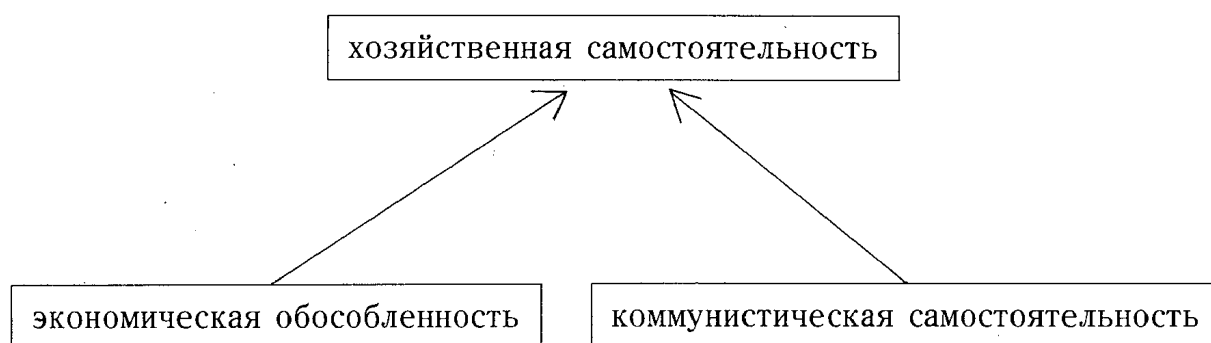 хозяйственная самостоятельность
экономическая обособленность
коммунистическая самостоятельность